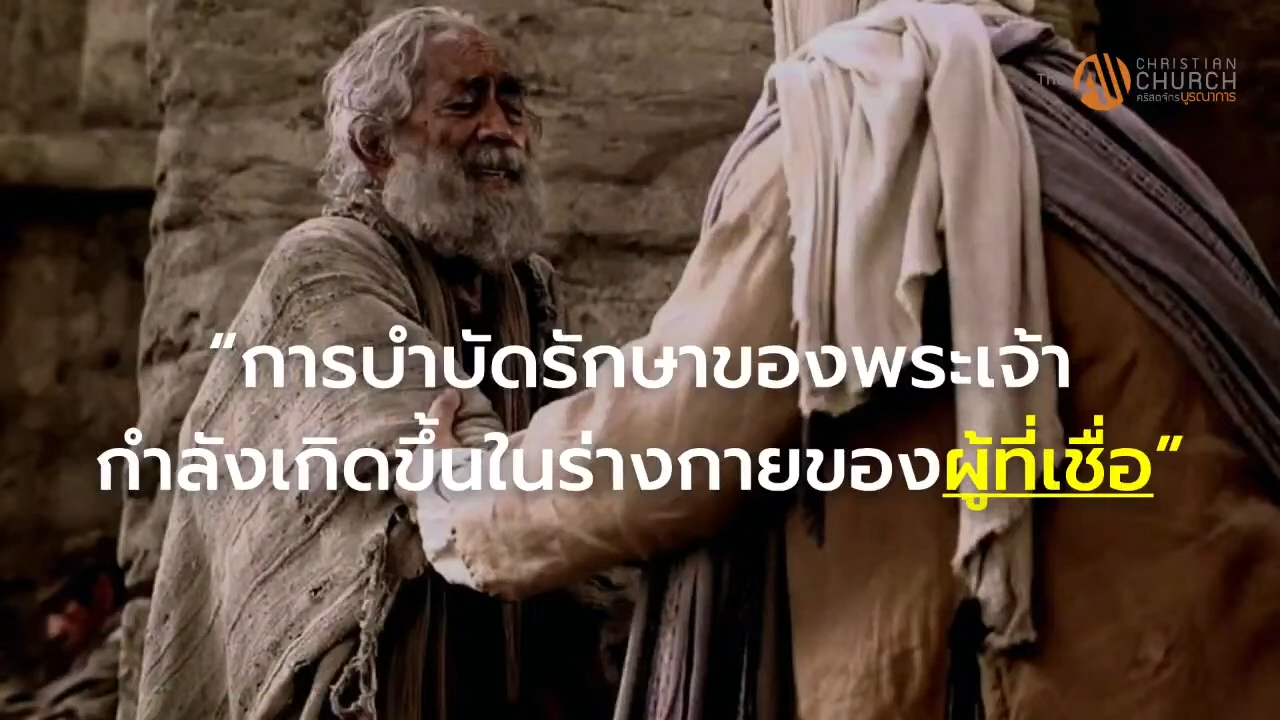 The All CHRISTIAN
CHURCH
คริสตจักรบูรณาการ
“การบำบัดรักษาของพระเจ้า
กำลังเกิดขึ้นในร่างกายของผู้ที่เชื่อ”